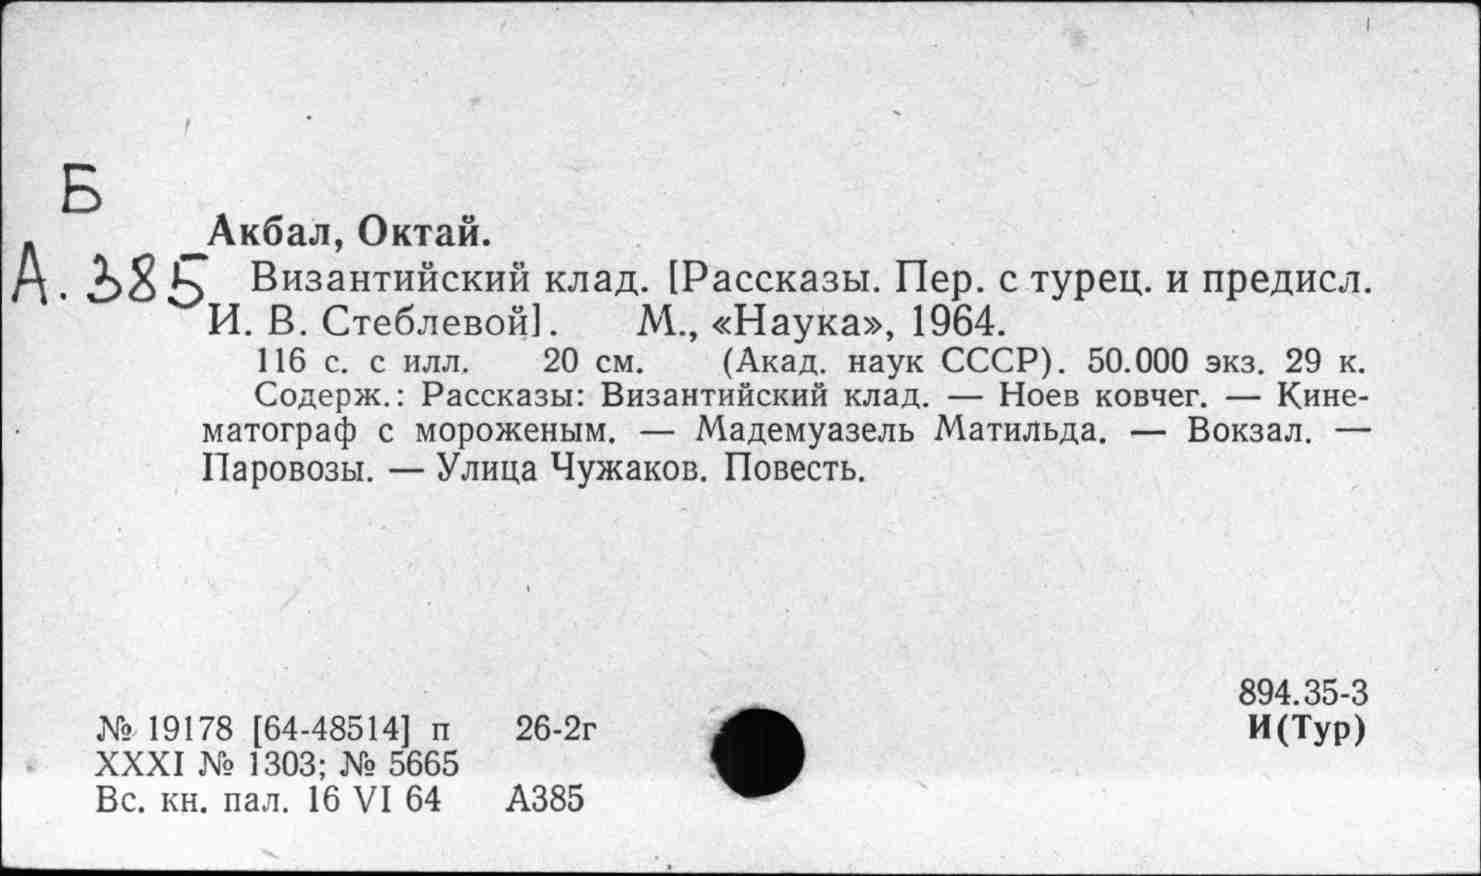 Б
Акбал, Октай.
А. 385 Византийский клад. [Рассказы. Пер. с турец. и предисл.
И. В. Стеблевой]. М., «Наука», 1964.
116 с. с илл. 20 см. (Акад. наук СССР). 50.000 экз. 29 к.
Содерж.: Рассказы: Византийский клад. — Ноев ковчег. — Кине-
матограф с мороженым. — Мадемуазель Матильда. — Вокзал. —
Паровозы. — Улица Чужаков. Повесть.
894.35-3
№ 19178 [64-48514] п 26-2г И(Тур)
XXXI № 1303; № 5665
Вс. кн. пал. 16 VI 64 А385